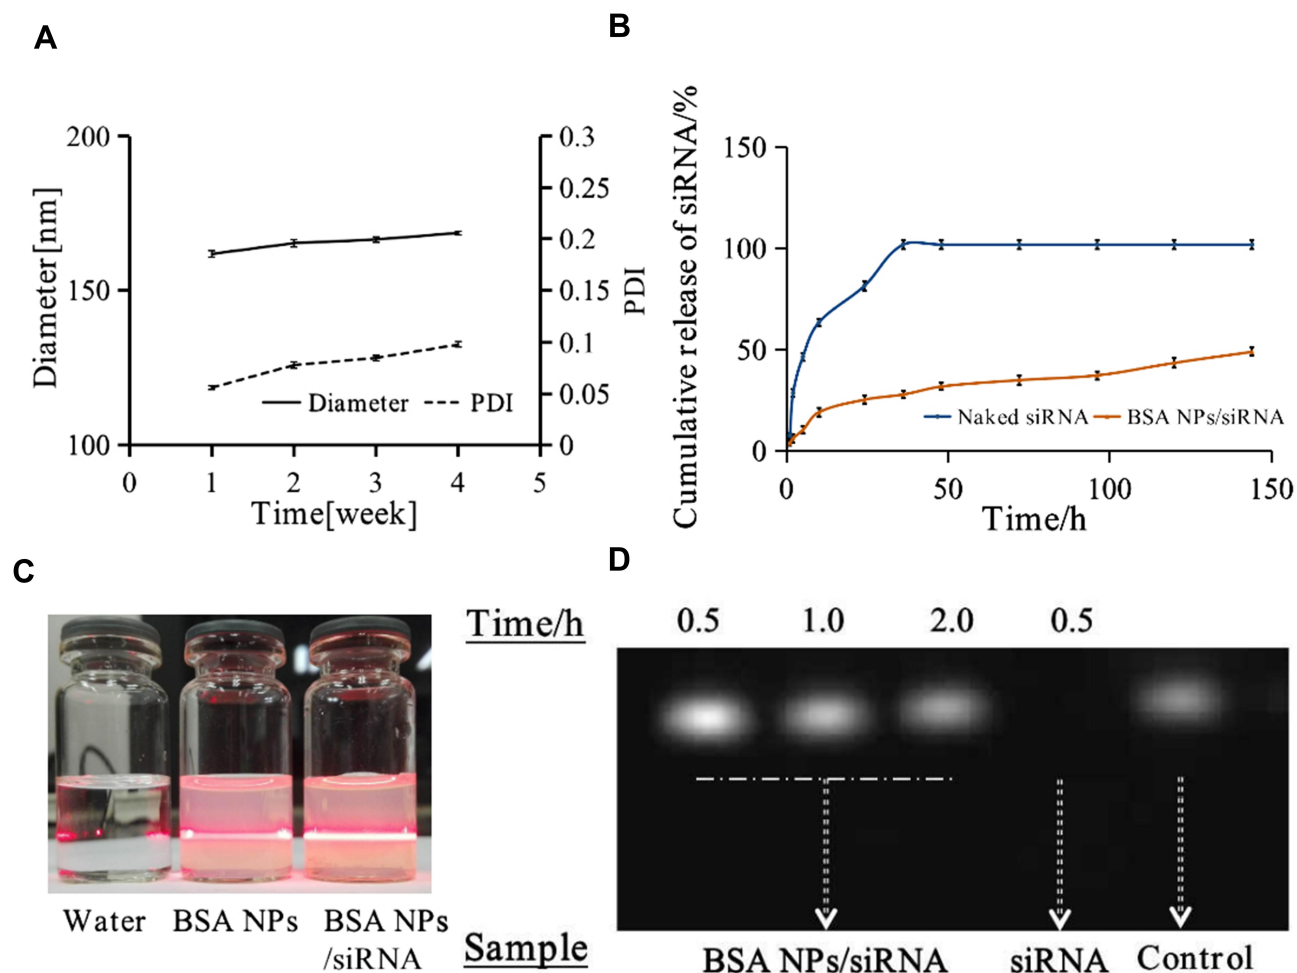 A
B
200
150
100
Diameter[nm]
0.3
0.25
0.2
0.15
0.1
0.05
0
PDI
Diameter
PDI
0
1
2
3
4
5
Time[week]
Cumulative release of siRNA/%
150
100
50
0
Naked siRNA
BSA NPs/siRNA
0
50
100
150
Time/h
C
D
Time/h
0.5
1.0
2.0
0.5
Water
BSA NPs
BSA NPs
/siRNA
Sample
BSA NPs/siRNA
siRNA
Control